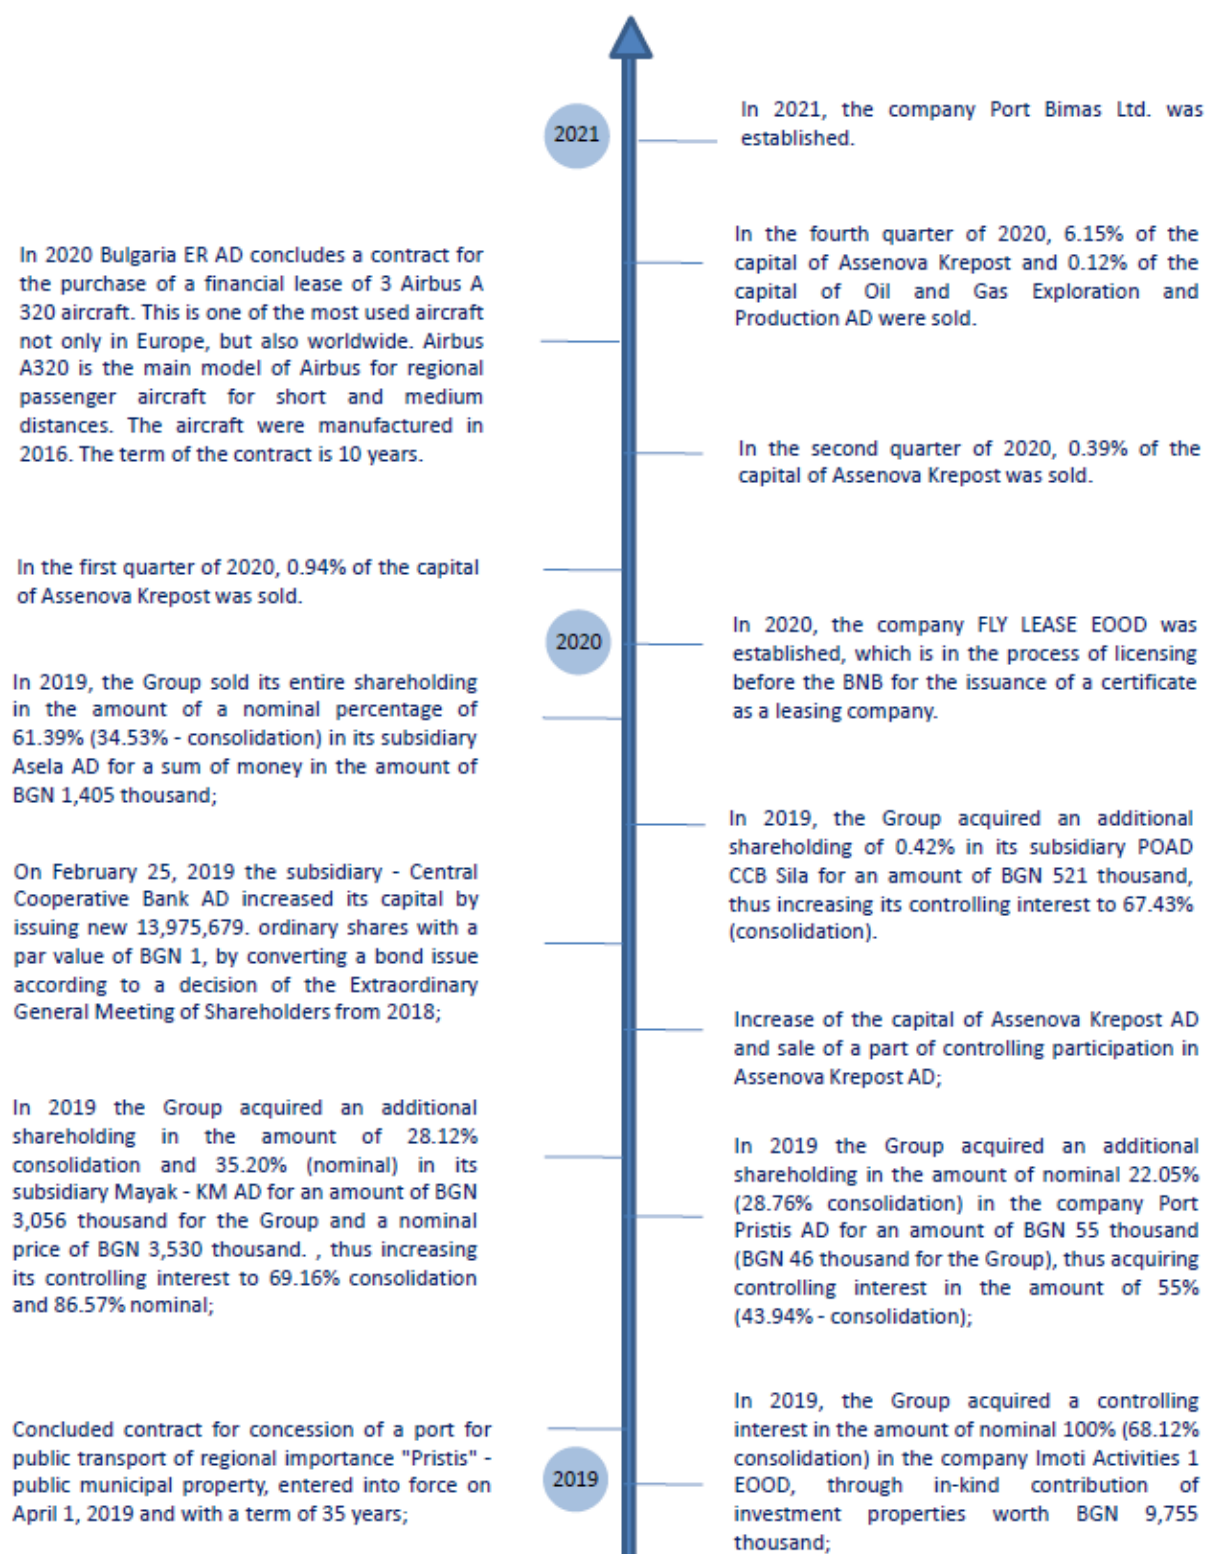 2021
In 2021, the company Port Bimas Ltd. was
established.
In the fourth quarter of 2020, 6.15% of the
capital of Assenova Krepost and 0.12% of the
capital of Oil and Gas Exploration and
Production AD were sold.
In 2020 Bulgaria ER AD concludes a contract for
the purchase of a financial lease of 3 Airbus A
320 aircraft. This is one of the most used aircraft
not only in Europe, but also worldwide. Airbus
A320 is the main model of Airbus for regional
passenger aircraft for short and medium
distances. The aircraft were manufactured in
2016. The term of the contract is 10 years.
In the second quarter of 2020, 0.39% of the
capital of Assenova Krepost was sold.
In the first quarter of 2020, 0.94% of the capital
of Assenova Krepost was sold.
2020
In 2020, the company FLY LEASE EOOD was
established, which is in the process of licensing
before the BNB for the issuance of a certificate
as a leasing company.
In 2019, the Group sold its entire shareholding
in the amount of a nominal percentage of
61.39% (34.53% - consolidation) in its subsidiary
Asela AD for a sum of money in the amount of
BGN 1,405 thousand;
In 2019, the Group acquired an additional
shareholding of 0.42% in its subsidiary POAD
CCB Sila for an amount of BGN 521 thousand,
thus increasing its controlling interest to 67.43%
(consolidation).
On February 25, 2019 the subsidiary - Central
Cooperative Bank AD increased its capital by
issuing new 13,975,679. ordinary shares with a
par value of BGN 1, by converting a bond issue
according to a decision of the Extraordinary
General Meeting of Shareholders from 2018;
Increase of the capital of Assenova Krepost AD
and sale of a part of controlling participation in
Assenova Krepost AD;
In 2019 the Group acquired an additional
shareholding in the amount of 28.12%
consolidation and 35.20% (nominal) in its
subsidiary Mayak - KM AD for an amount of BGN
3,056 thousand for the Group and a nominal
price of BGN 3,530 thousand. , thus increasing
its controlling interest to 69.16% consolidation
and 86.57% nominal;
In 2019 the Group acquired an additional
shareholding in the amount of nominal 22.05%
(28.76% consolidation) in the company Port
Pristis AD for an amount of BGN 55 thousand
(BGN 46 thousand for the Group), thus acquiring
controlling interest in the amount of 55%
(43.94% - consolidation);
Concluded contract for concession of a port for
public transport of regional importance "Pristis" -
public municipal property, entered into force on
April 1, 2019 and with a term of 35 years;
2019
In 2019, the Group acquired a controlling
interest in the amount of nominal 100% (68.12%
consolidation) in the company Imoti Activities 1
EOOD, through in-kind contribution of
investment properties worth BGN 9,755
thousand;